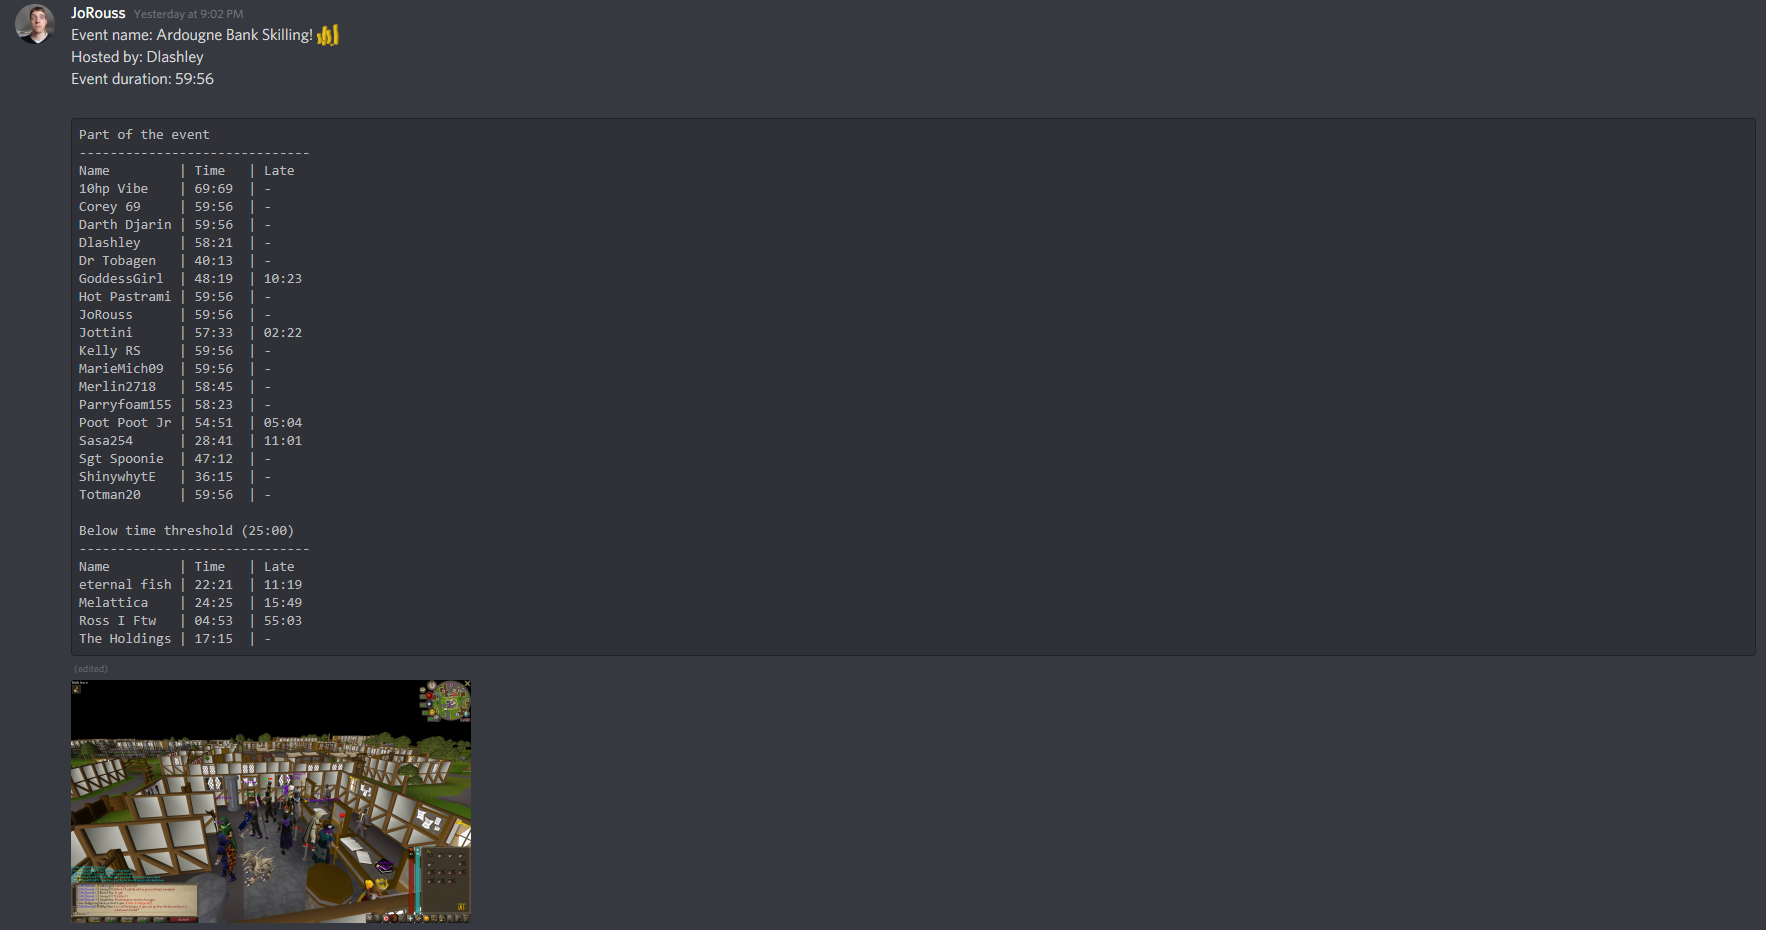 JoRouss Yesterday at 9:02 PM
Event name: Ardougne Bank Skilling!
Hosted by: Dlashley
Event duration: 59:56
Part of the event
------------------------------
Name         | Time   | Late
10hp Vibe    | 69:69  | -
Corey 69     | 59:56  | -
Darth Djarin | 59:56  | -
Dlashley     | 58:21  | -
Dr Tobagen   | 40:13  | -
GoddessGirl  | 48:19  | 10:23
Hot Pastrami | 59:56  | -
JoRouss      | 59:56  | -
Jottini      | 57:33  | 02:22
Kelly RS     | 59:56  | -
MarieMich09  | 59:56  | -
Merlin2718   | 58:45  | -
Parryfoam155 | 58:23  | -
Poot Poot Jr | 54:51  | 05:04
Sasa254      | 28:41  | 11:01
Sgt Spoonie  | 47:12  | -
ShinywhytE   | 36:15  | -
Totman20     | 59:56  | -
Below time threshold (25:00)
------------------------------
Name         | Time   | Late
eternal fish | 22:21  | 11:19
Melattica    | 24:25  | 15:49
Ross I Ftw   | 04:53  | 55:03
The Holdings | 17:15  | -
(edited)